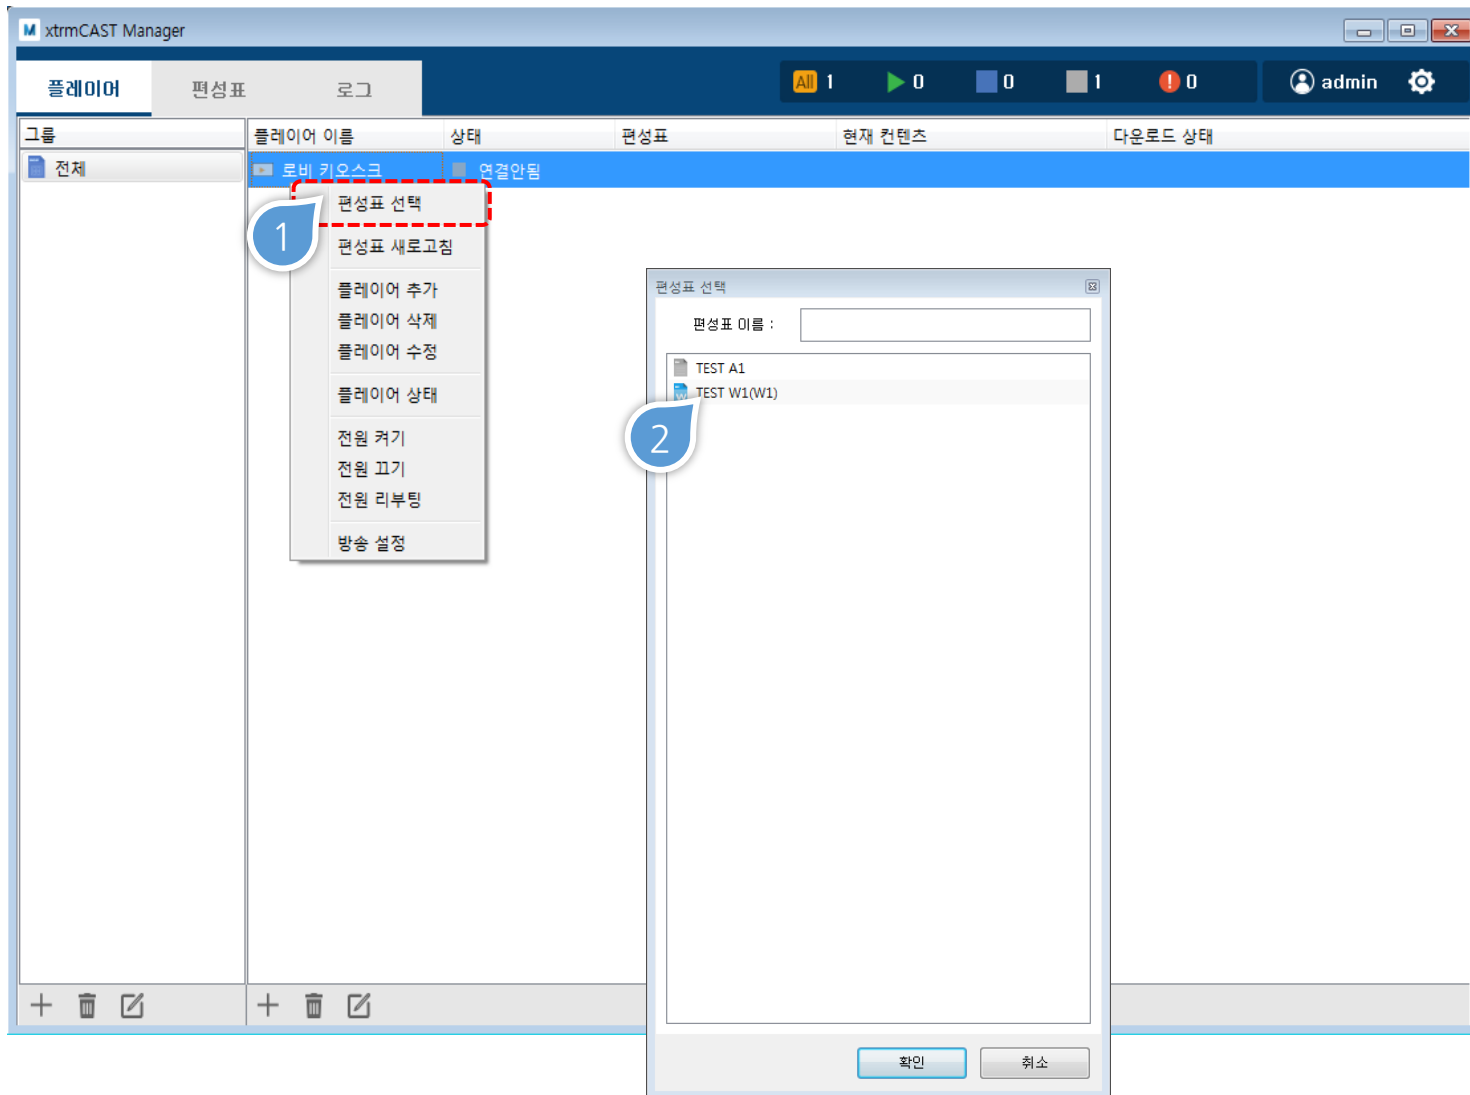 M xtrmCAST Manager
플레이어 편성표 로그 All 1 0 0 1 0 admin
그룹 플레이어 이름 상태 편성표 현재 컨텐츠 다운로드 상태
전체 로비 키오스크 연결안됨
1 편성표 선택
편성표 새로고침
플레이어 추가
플레이어 삭제
플레이어 수정
플레이어 상태
전원 켜기
전원 끄기
전원 리부팅
방송 설정
편성표 선택
편성표 이름 :
TEST A1
W TEST W1(W1)
2
확인 취소